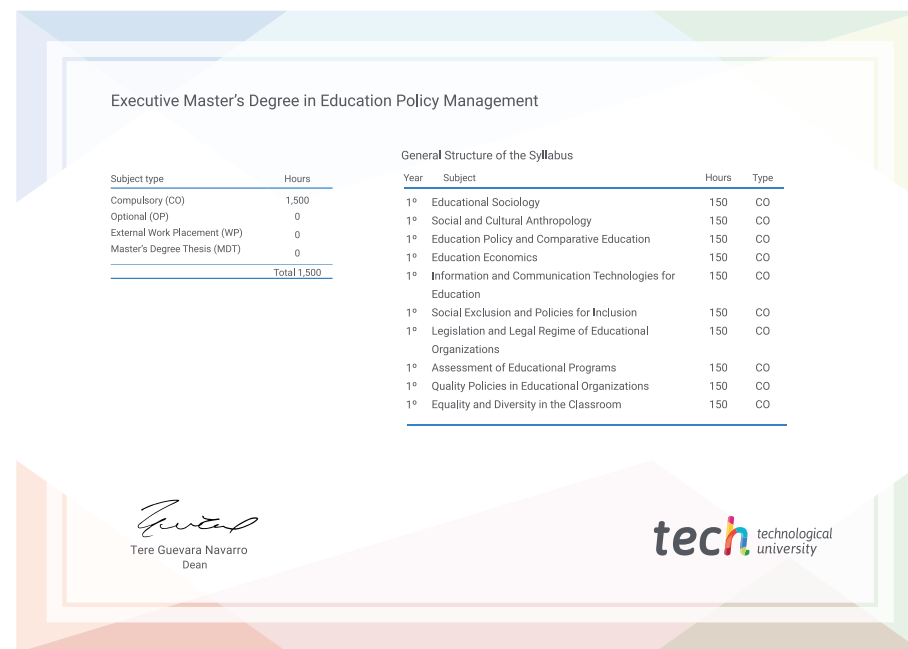 Executive Master's Degree in Education Policy Management
Subject type Hours
Compulsory (CO) 1,500
Optional (OP) 0
External Work Placement (WP) 0
Master's Degree Thesis (MDT) 0
Total 1,500
General Structure of the Syllabus
Year Subject Hours Type
1º Educational Sociology 150 CO
1º Social and Cultural Anthropology 150 CO
1º Education Policy and Comparative Education 150 CO
1º Education Economics 150 CO
1º Information and Communication Technologies for 150 CO
Education
1º Social Exclusion and Policies for Inclusion 150 CO
1º Legislation and Legal Regime of Educational 150 CO
Organizations
1º Assessment of Educational Programs 150 CO
1º Quality Policies in Educational Organizations 150 CO
1º Equality and Diversity in the Classroom 150 CO
Tere Guevara Navarro
Dean
tech technological
university